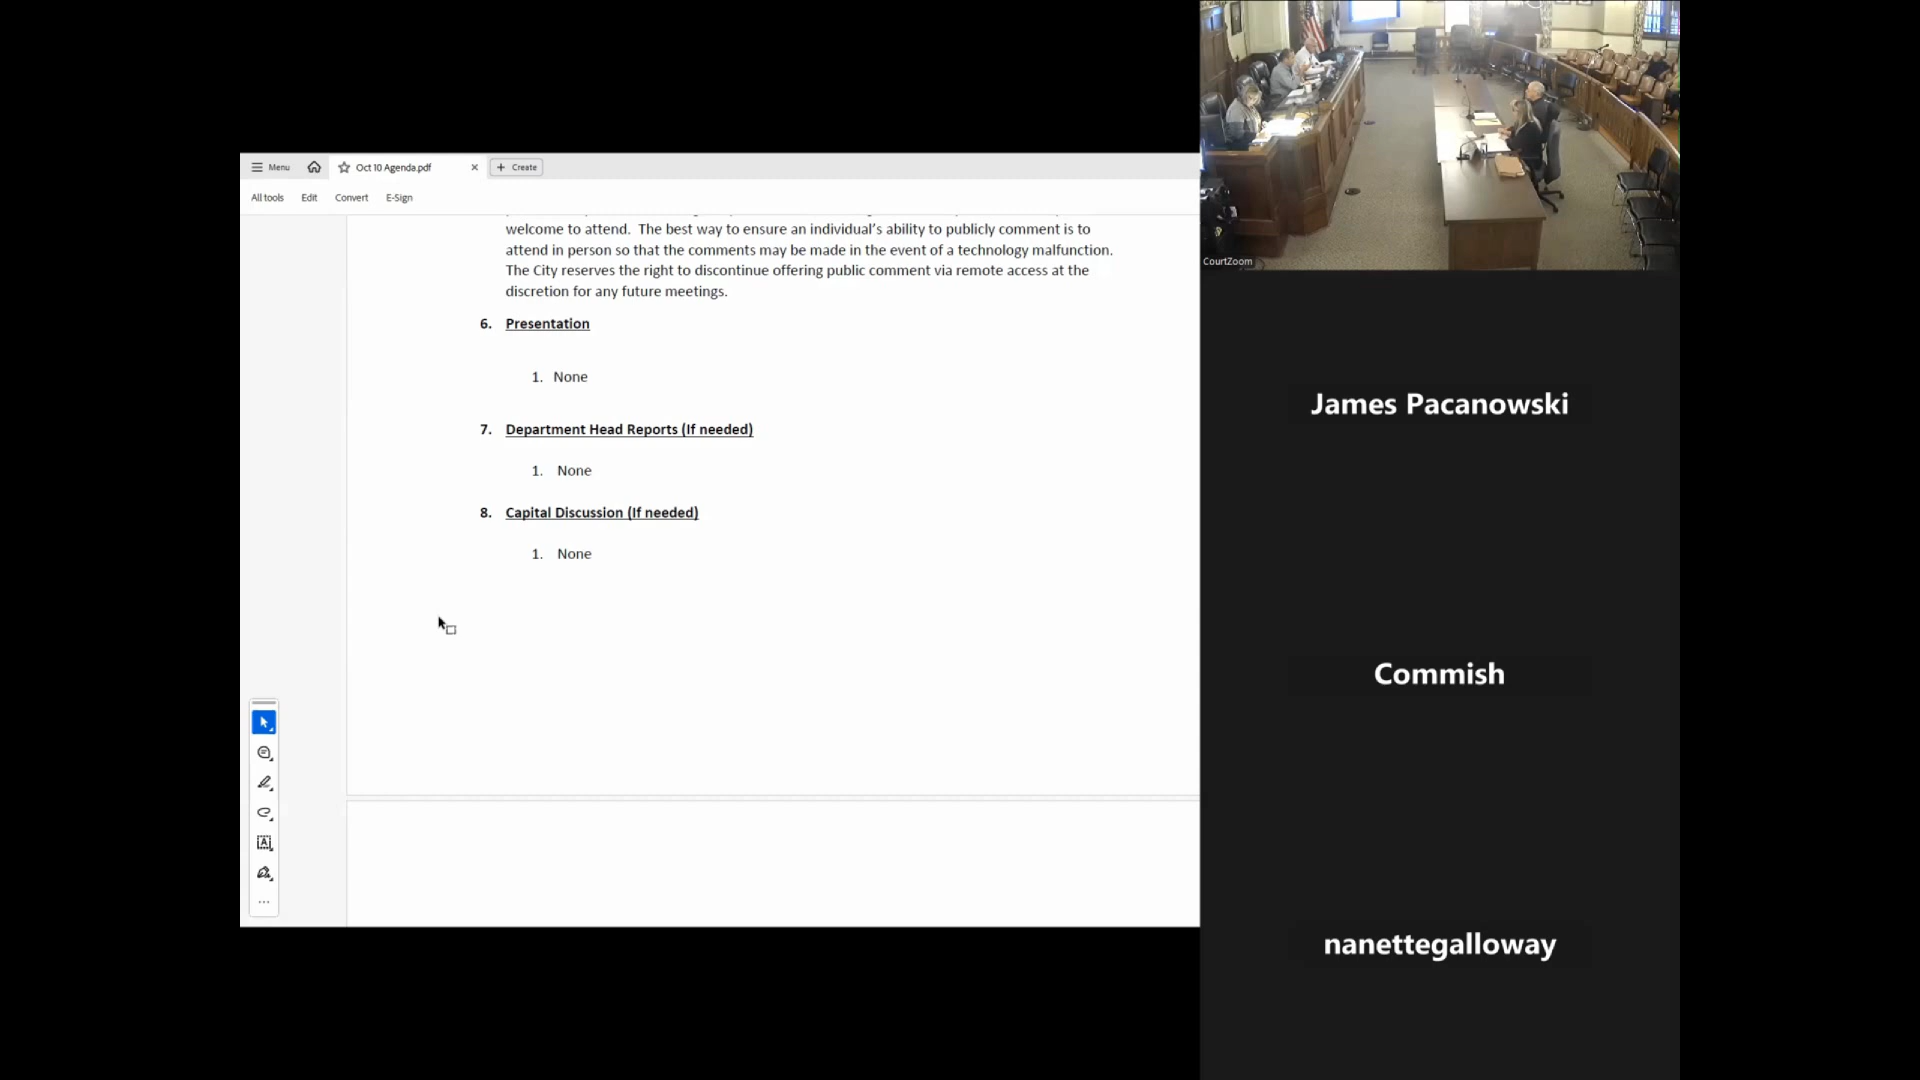 Menu
Oct 10 Agenda.pdf
Create
All tools
Edit
Convert
E-Sign
welcome to attend. The best way to ensure an individual's ability to publicly comment is to
attend in person so that the comments may be made in the event of a technology malfunction.
The City reserves the right to discontinue offering public comment via remote access at the
discretion for any future meetings.
6. Presentation
1. None
7. Department Head Reports (If needed)
1. None
8. Capital Discussion (If needed)
1. None
CourtZoom
James Pacanowski
Commish
nanettegalloway